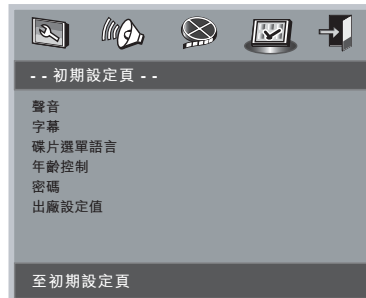 - - 初期設定頁 - -
聲音
字幕
碟片選單語言
年齡控制
密碼
出廠設定值
至初期設定頁